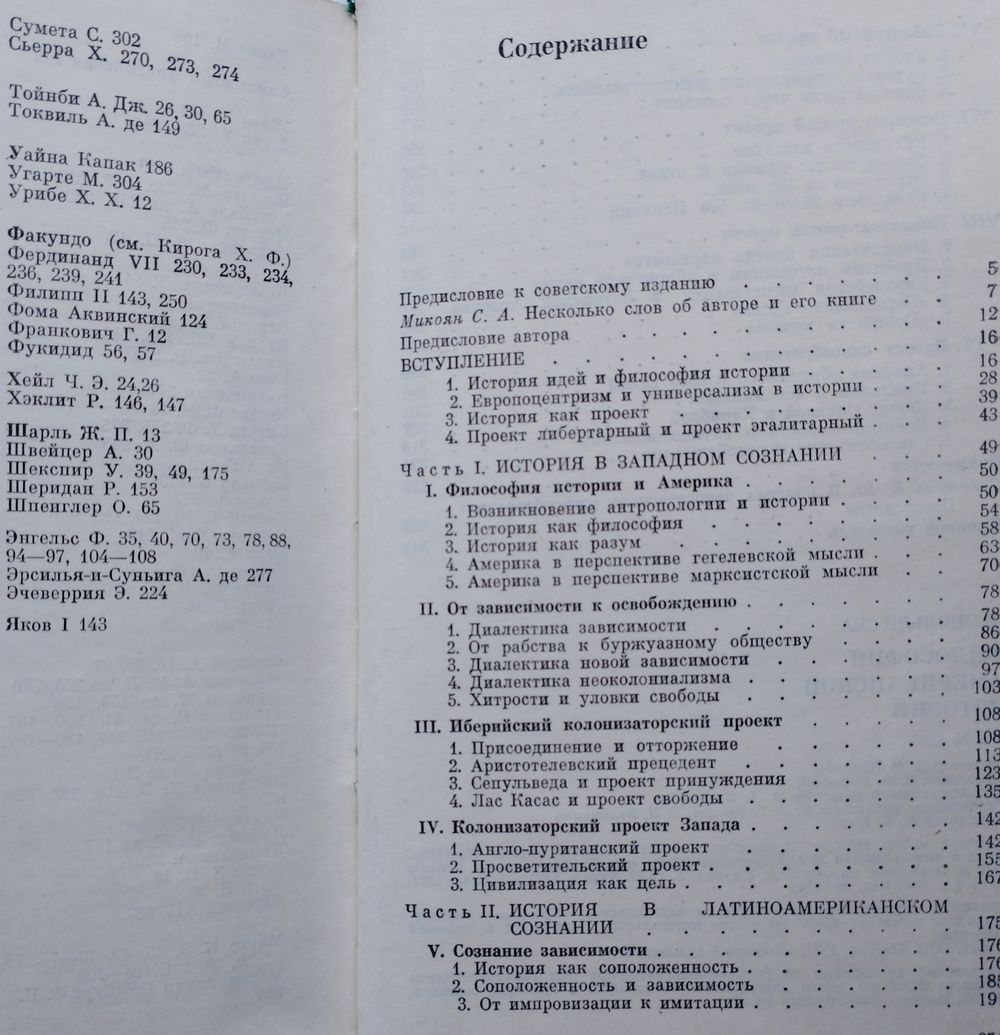 Сумета С. 302
Сьерра Х. 270, 273, 274
Тойнби А. Дж. 26, 30, 65
Токвиль А. де 149
Уайна Капак 186
Угарте М. 304
Урибе Х. Х. 12
Факундо (см. Кирога Х. Ф.)
Фердинанд VII 230, 233, 234,
236, 239, 241
Филипп II 143, 250
Фома Аквинский 124
Франкович Г. 12
Фукидид 56, 57
Хейл Ч. Э. 24,26
Хэклит Р. 146, 147
Шарль Ж. П. 13
Швейцер А. 30
Шекспир У. 39, 49, 175
Шеридан Р. 153
Шпенглер О. 65
Энгельс Ф. 35, 40, 70, 73, 78, 88,
94—97, 104—108
Эрсилья-и-Суньига А. де 277
Эчеверрия Э. 224
Яков I 143
Содержание
Предисловие к советскому изданию . . . . . . 5
Микоян С. А. Несколько слов об авторе и его книге . . 7
Предисловие автора . . . . . . . . 12
ВСТУПЛЕНИЕ . . . . . . . . . 16
1. История идей и философия истории . . . . . 16
2. Европоцентризм и универсализм в истории . . . 28
3. История как проект . . . . . . . . 39
4. Проект либертарный и проект эгалитарный . . . 43
Часть I. ИСТОРИЯ В ЗАПАДНОМ СОЗНАНИИ . . . 49
I. Философия истории и Америка . . . . . . 50
1. Возникновение антропологии и истории . . . . 50
2. История как философия . . . . . . . 54
3. История как разум . . . . . . . . 58
4. Америка в перспективе гегелевской мысли . . . 63
5. Америка в перспективе марксистской мысли . . 70
II. От зависимости к освобождению . . . . . . 78
1. Диалектика зависимости . . . . . . . 78
2. От рабства к буржуазному обществу . . . . 86
3. Диалектика новой зависимости . . . . . . 90
4. Диалектика неоколониализма . . . . . . 97
5. Хитрости и уловки свободы . . . . . . 103
III. Иберийский колонизаторский проект . . . . . 108
1. Присоединение и отторжение . . . . . . 108
2. Аристотелевский прецедент . . . . . . 113
3. Сепульведа и проект принуждения . . . . . 123
4. Лас Касас и проект свободы . . . . . . 135
IV. Колонизаторский проект Запада . . . . . . 142
1. Англо-пуританский проект . . . . . . 142
2. Просветительский проект . . . . . . . 155
3. Цивилизация как цель . . . . . . . . 167
Часть II. ИСТОРИЯ В ЛАТИНОАМЕРИКАНСКОМ
СОЗНАНИИ . . . . . . . . 175
V. Сознание зависимости . . . . . . . . 176
1. История как соположенность . . . . . . 176
2. Соположенность и зависимость . . . . . . 185
3. От импровизации к имитации . . . . . . 19